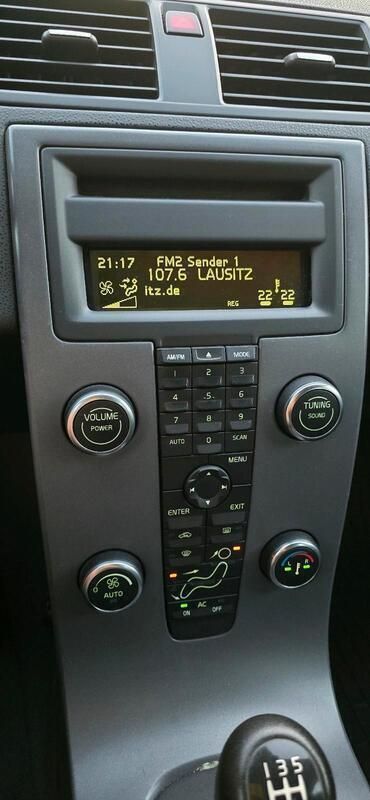 21:17 FM2 Sender 1
107.6 LAUSITZ
itz.de
REG 22 22
AM/FM MODE
1 2 3
4 .5. 6
7 8 9
AUTO 0 SCAN
VOLUME
POWER
TUNING
SOUND
MENU
ENTER EXIT
0 AUTO
L R
AC
ON OFF
1 3 5